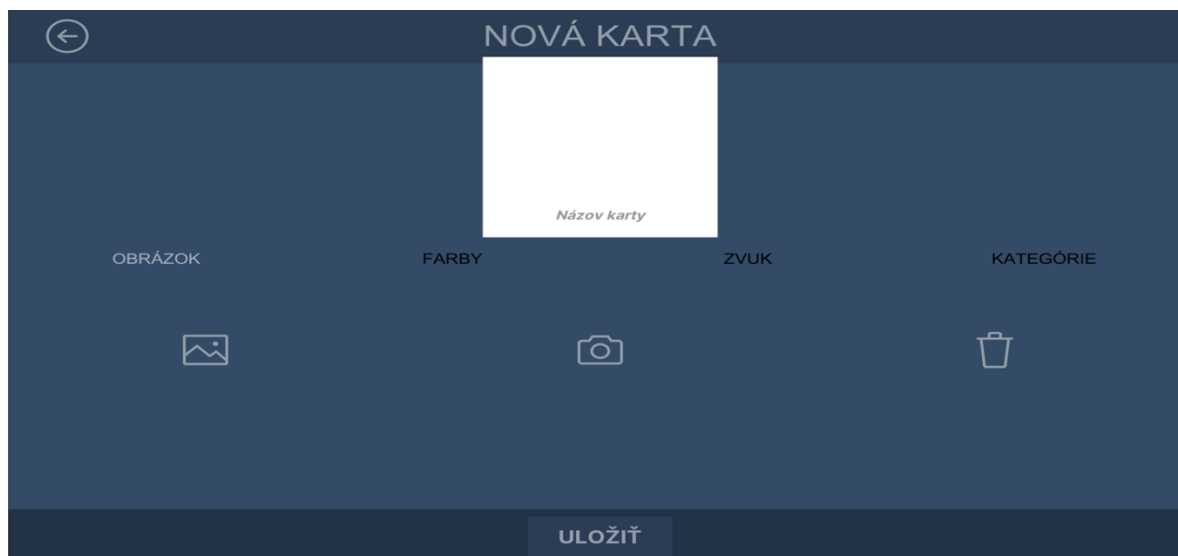 NOVÁ KARTA
Názov karty
OBRÁZOK FARBY ZVUK KATEGÓRIE
ULOŽIŤ